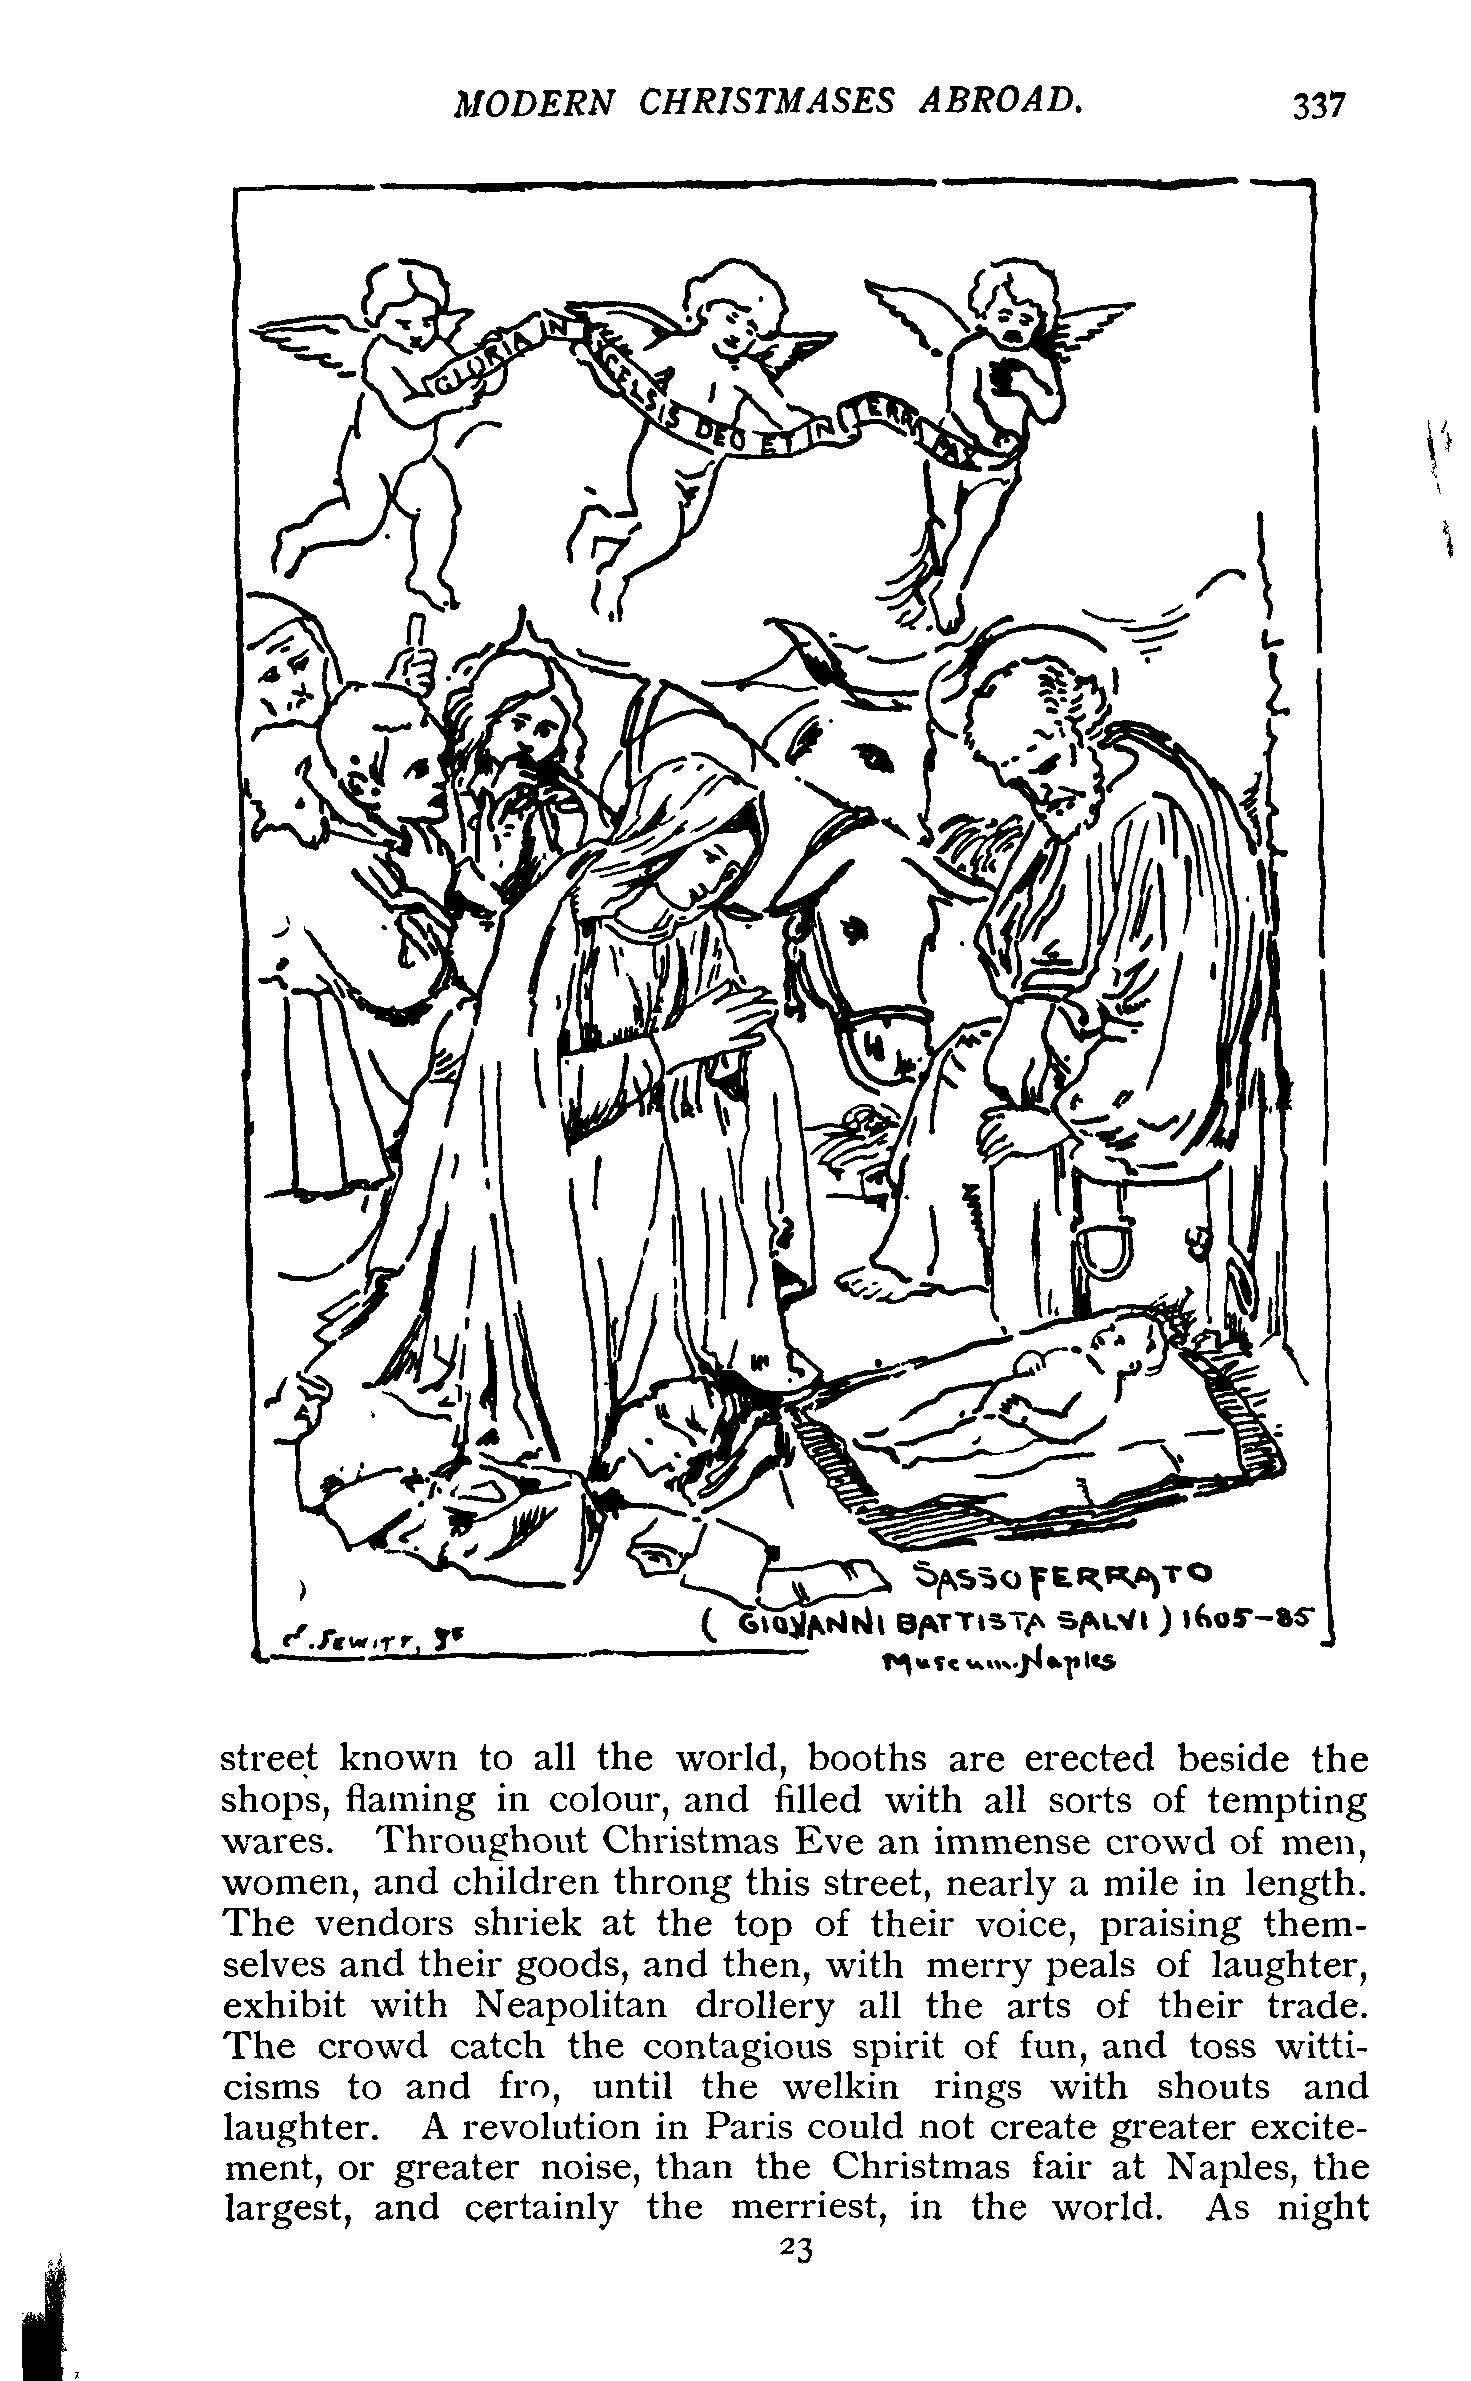 MODERN CHRISTMASES ABROAD. 337
GLORIA IN EXCELSIS DEO ET IN TERRA PAX
SASSOFERRATO
( GIOVANNI BATTISTA SALVI ) 1605-85
Museum. Naples
street known to all the world, booths are erected beside the
shops, flaming in colour, and filled with all sorts of tempting
wares. Throughout Christmas Eve an immense crowd of men,
women, and children throng this street, nearly a mile in length.
The vendors shriek at the top of their voice, praising them-
selves and their goods, and then, with merry peals of laughter,
exhibit with Neapolitan drollery all the arts of their trade.
The crowd catch the contagious spirit of fun, and toss witti-
cisms to and fro, until the welkin rings with shouts and
laughter. A revolution in Paris could not create greater excite-
ment, or greater noise, than the Christmas fair at Naples, the
largest, and certainly the merriest, in the world. As night
23